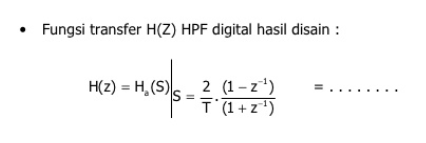 • Fungsi transfer H(Z) HPF digital hasil disain :
H(z) = Hₐ(S)|S = 2/T . (1 – z⁻¹)/(1 + z⁻¹) = . . . . . . . .